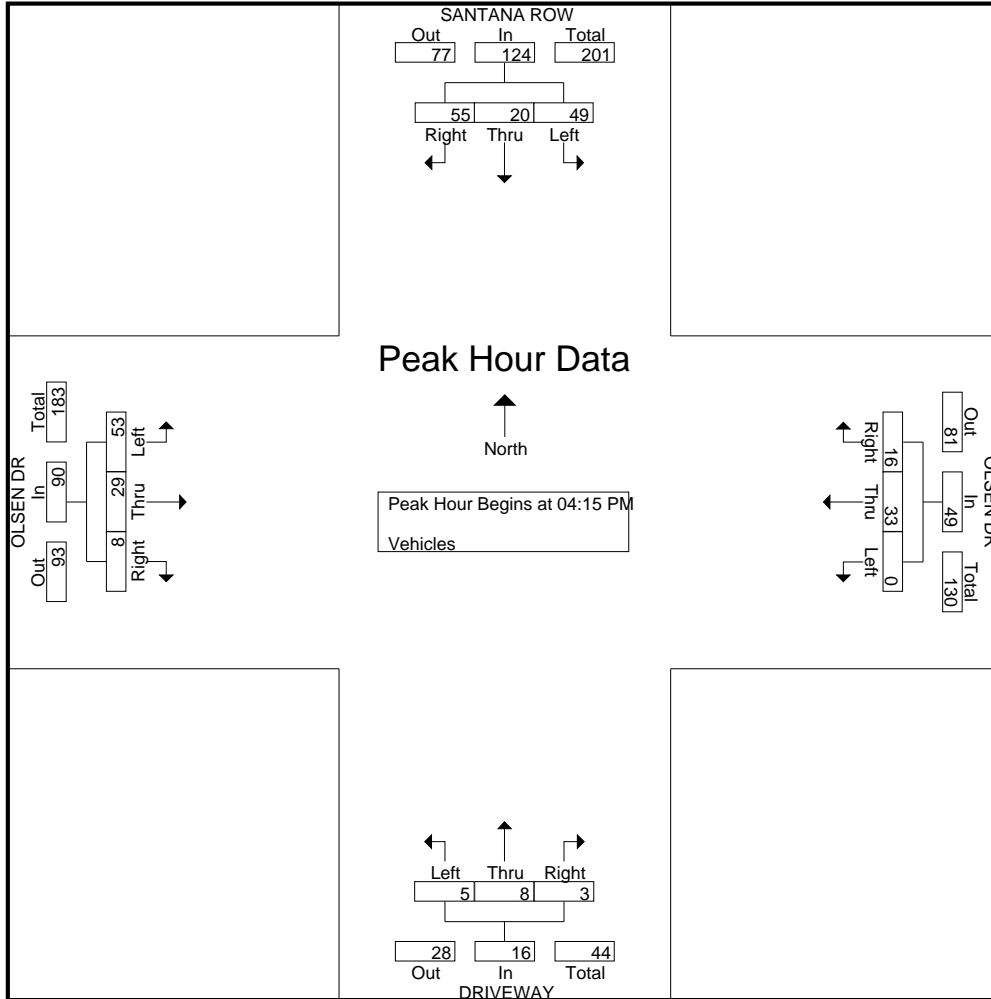 SANTANA ROW
Out In Total
77 124 201
55 20 49
Right Thru Left
Peak Hour Data
North
Peak Hour Begins at 04:15 PM
Vehicles
OLSEN DR
Total In Out
183 90 93
53 29 8
Left Thru Right
OLSEN DR
Out In Total
81 49 130
16 33 0
Right Thru Left
Left Thru Right
5 8 3
28 16 44
Out In Total
DRIVEWAY